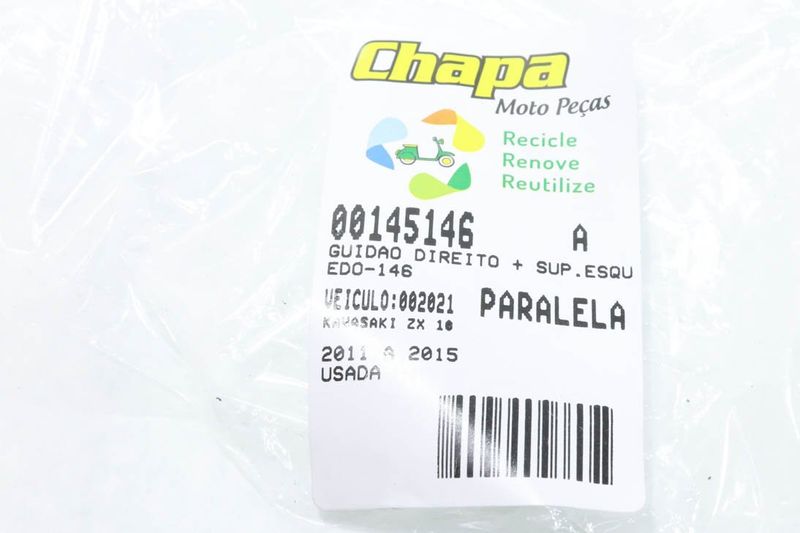 Chapa
Moto Peças
Recicle
Renove
Reutilize
00145146 A
GUIDAO DIREITO + SUP.ESQU
EDO-146
VEICULO:002021 PARALELA
KAWASAKI ZX 10
2011 A 2015
USADA